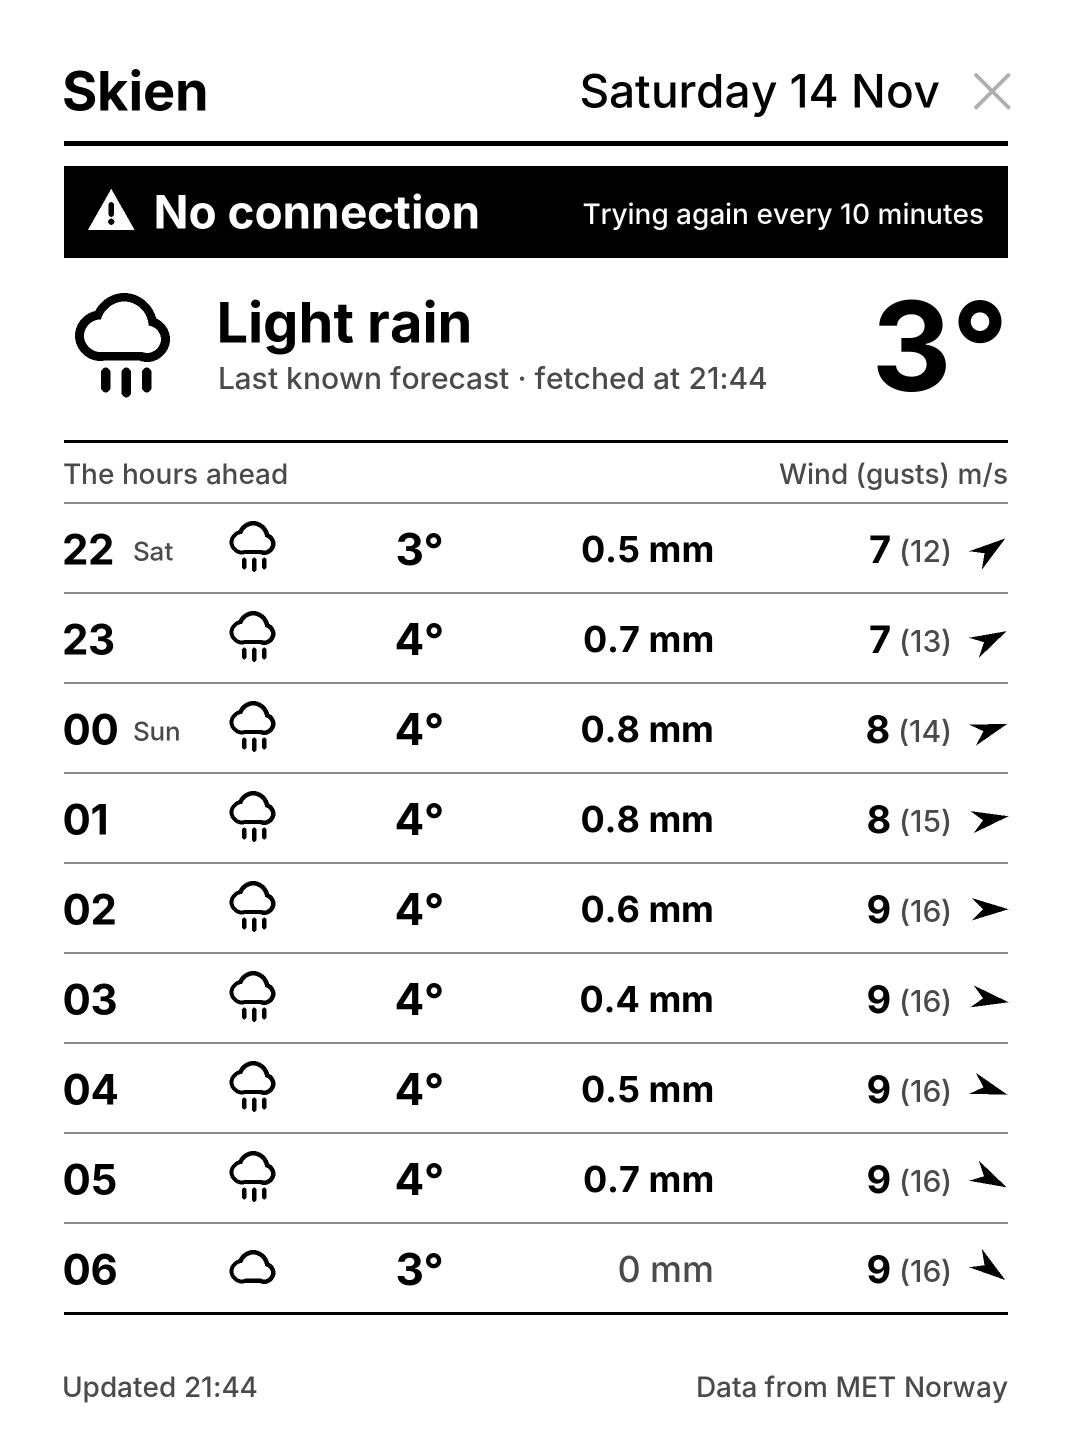 Skien Saturday 14 Nov
No connection Trying again every 10 minutes
Light rain 3°
Last known forecast · fetched at 21:44
The hours ahead Wind (gusts) m/s
22 Sat 3° 0.5 mm 7 (12)
23 4° 0.7 mm 7 (13)
00 Sun 4° 0.8 mm 8 (14)
01 4° 0.8 mm 8 (15)
02 4° 0.6 mm 9 (16)
03 4° 0.4 mm 9 (16)
04 4° 0.5 mm 9 (16)
05 4° 0.7 mm 9 (16)
06 3° 0 mm 9 (16)
Updated 21:44 Data from MET Norway